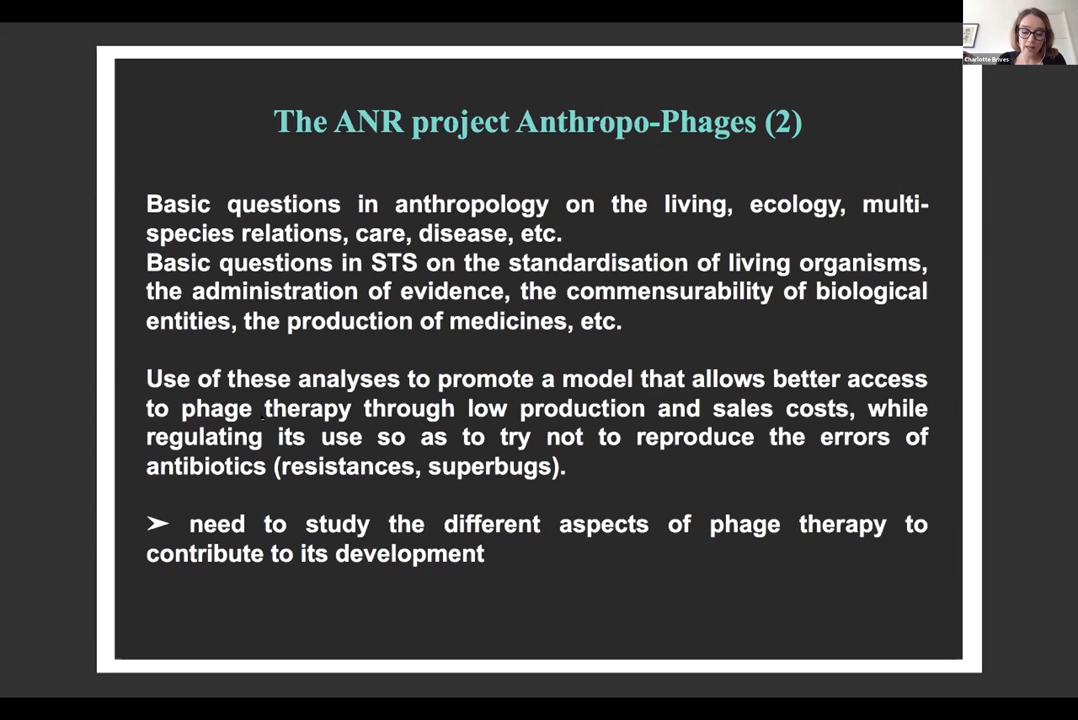 Charlotte Brives
The ANR project Anthropo-Phages (2)
Basic questions in anthropology on the living, ecology, multi-
species relations, care, disease, etc.
Basic questions in STS on the standardisation of living organisms,
the administration of evidence, the commensurability of biological
entities, the production of medicines, etc.
Use of these analyses to promote a model that allows better access
to phage therapy through low production and sales costs, while
regulating its use so as to try not to reproduce the errors of
antibiotics (resistances, superbugs).
➤ need to study the different aspects of phage therapy to
contribute to its development